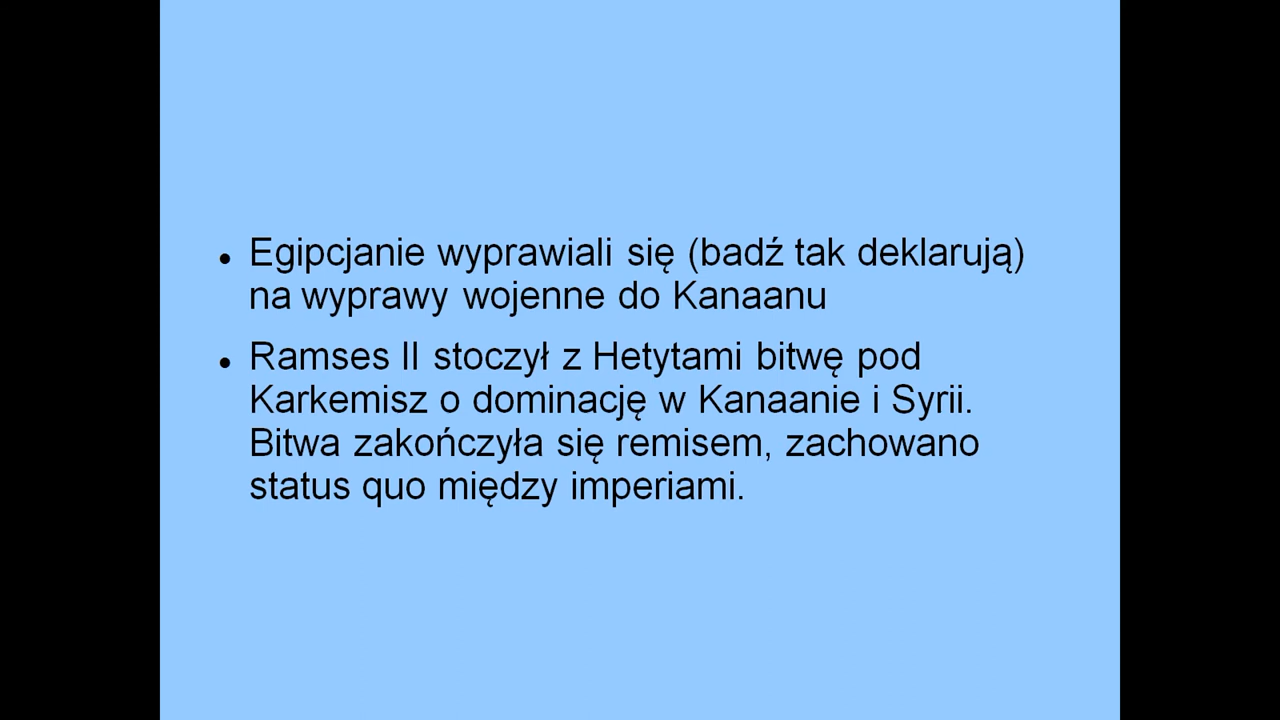 • Egipcjanie wyprawiali się (badź tak deklarują)
na wyprawy wojenne do Kanaanu
• Ramses II stoczył z Hetytami bitwę pod
Karkemisz o dominację w Kanaanie i Syrii.
Bitwa zakończyła się remisem, zachowano
status quo między imperiami.